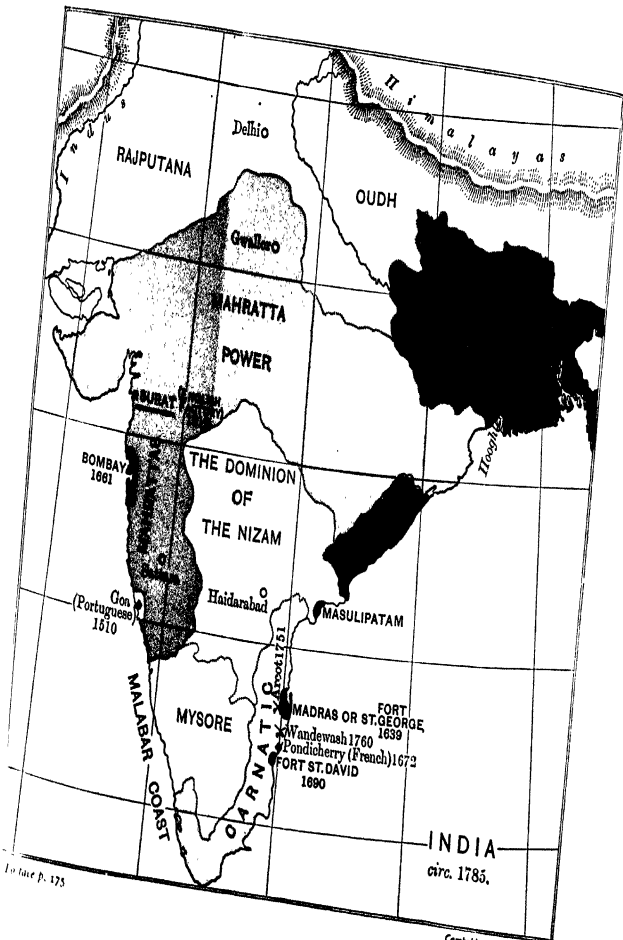 Himalayas
Indus
Delhi
RAJPUTANA
OUDH
Gwalior
MAHRATTA
POWER
SURAT
Hooghly
BOMBAY
1661
THE DOMINION
OF
THE NIZAM
Haidarabad
Goa
(Portuguese)
1510
MASULIPATAM
Arcot 1751
CARNATIC
MALABAR
COAST
MYSORE
FORT
MADRAS OR ST. GEORGE,
1639
Wandewash 1760
Pondicherry (French) 1672
FORT ST. DAVID
1690
INDIA
circ. 1785.
To face p. 175